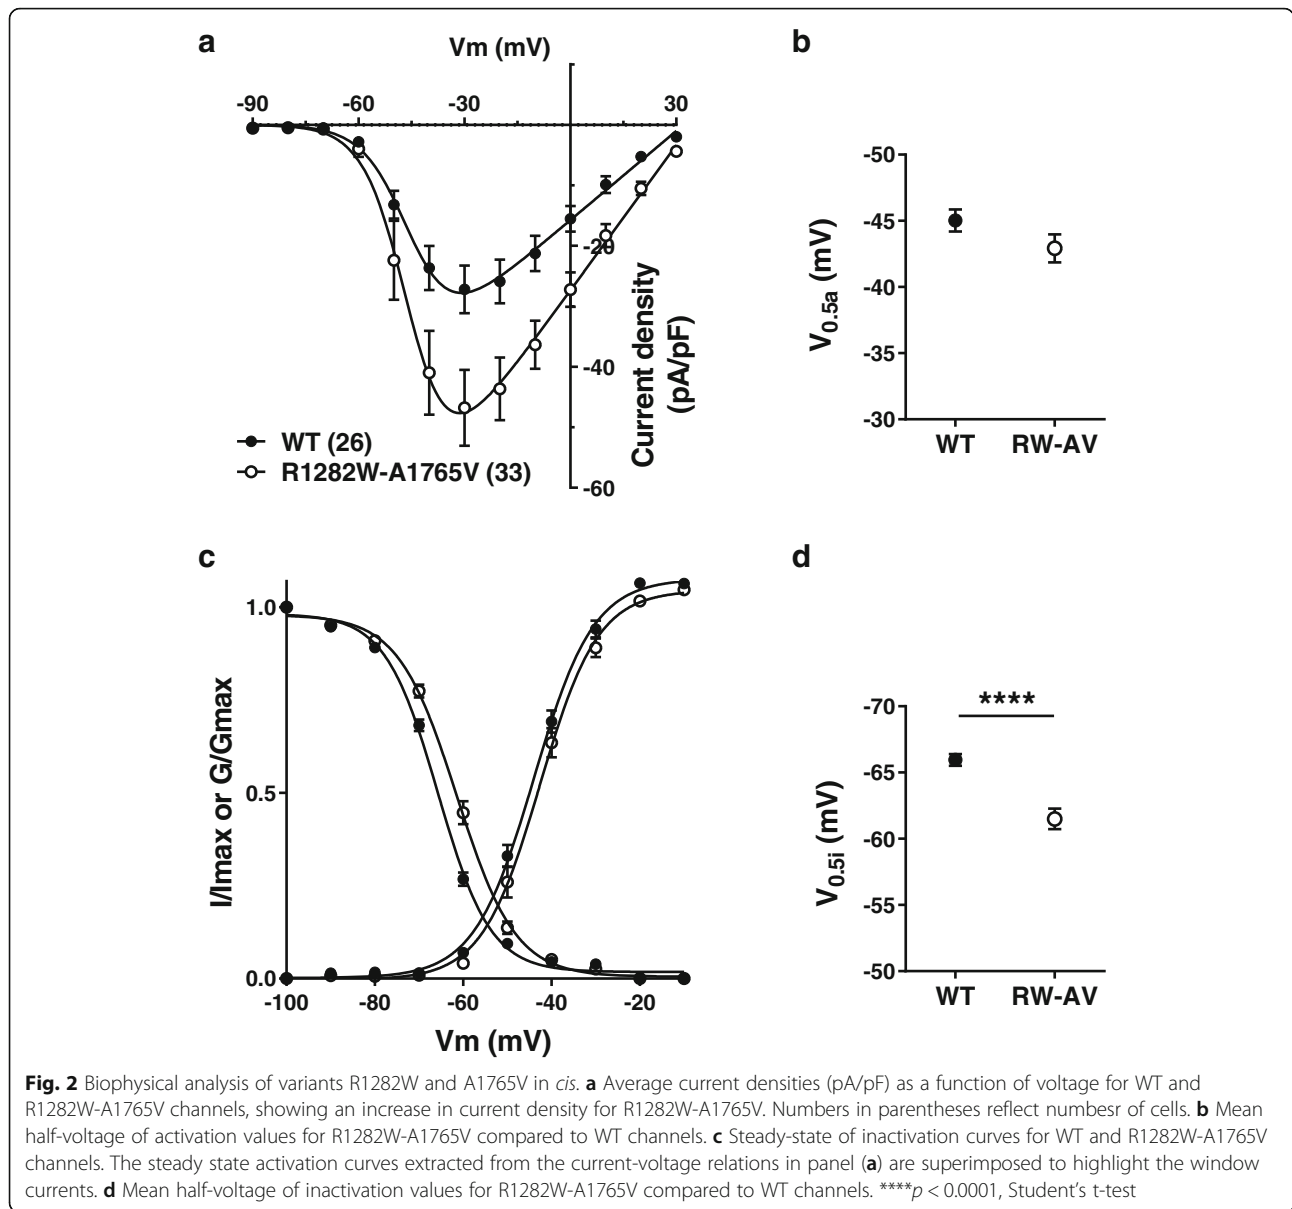 a
Vm (mV)
-90 -60 -30 30
-20
-40
-60
Current density
(pA/pF)
WT (26)
R1282W-A1765V (33)
b
V0.5a (mV)
-50
-45
-40
-35
-30
WT RW-AV
c
I/Imax or G/Gmax
1.0
0.5
0.0
-100 -80 -60 -40 -20
Vm (mV)
d
V0.5i (mV)
****
-70
-65
-60
-55
-50
WT RW-AV
Fig. 2 Biophysical analysis of variants R1282W and A1765V in cis. a Average current densities (pA/pF) as a function of voltage for WT and
R1282W-A1765V channels, showing an increase in current density for R1282W-A1765V. Numbers in parentheses reflect numbesr of cells. b Mean
half-voltage of activation values for R1282W-A1765V compared to WT channels. c Steady-state of inactivation curves for WT and R1282W-A1765V
channels. The steady state activation curves extracted from the current-voltage relations in panel (a) are superimposed to highlight the window
currents. d Mean half-voltage of inactivation values for R1282W-A1765V compared to WT channels. ****p < 0.0001, Student’s t-test